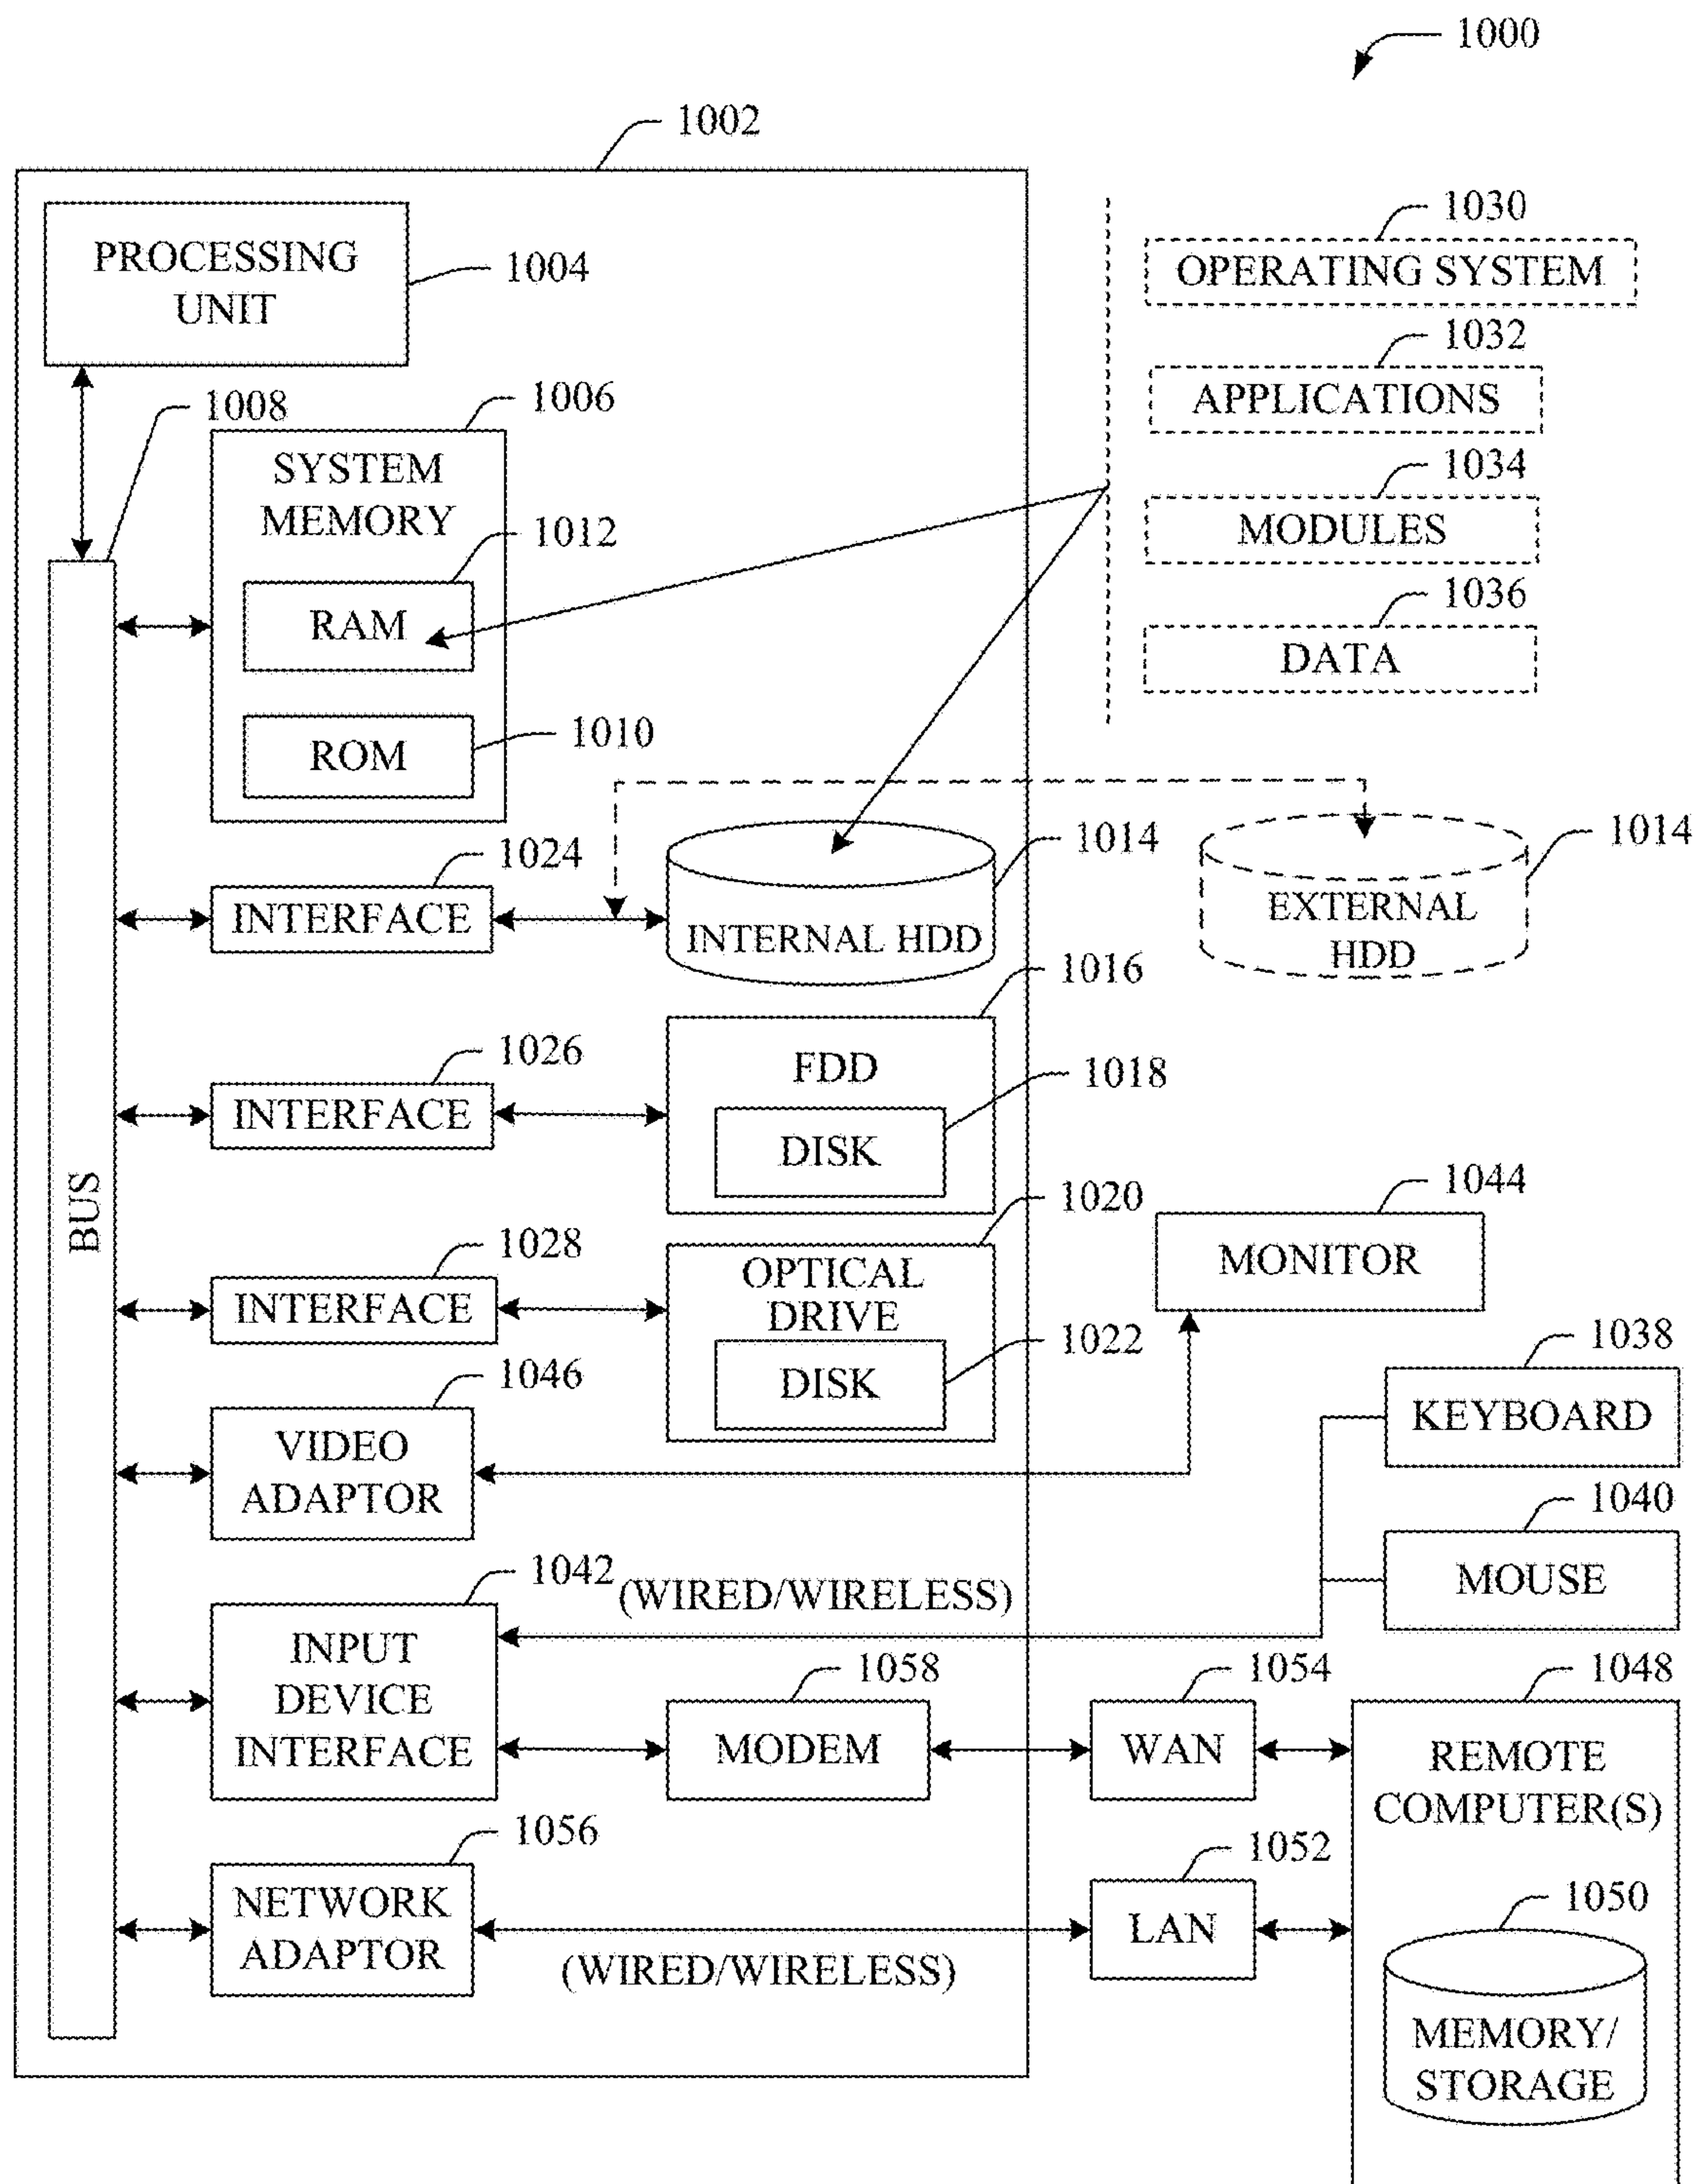 1000
1002
PROCESSING
UNIT
1004
1030
OPERATING SYSTEM
1032
APPLICATIONS
1034
MODULES
1036
DATA
1008
1006
SYSTEM
MEMORY
1012
RAM
1010
ROM
1024
INTERFACE
1014
INTERNAL HDD
1014
EXTERNAL
HDD
1016
1026
INTERFACE
FDD
1018
DISK
BUS
1020
1028
INTERFACE
OPTICAL
DRIVE
1022
DISK
1044
MONITOR
1046
VIDEO
ADAPTOR
1038
KEYBOARD
1040
MOUSE
1042
(WIRED/WIRELESS)
INPUT
DEVICE
INTERFACE
1058
MODEM
1054
WAN
1048
REMOTE
COMPUTER(S)
1056
NETWORK
ADAPTOR
(WIRED/WIRELESS)
1052
LAN
1050
MEMORY/
STORAGE